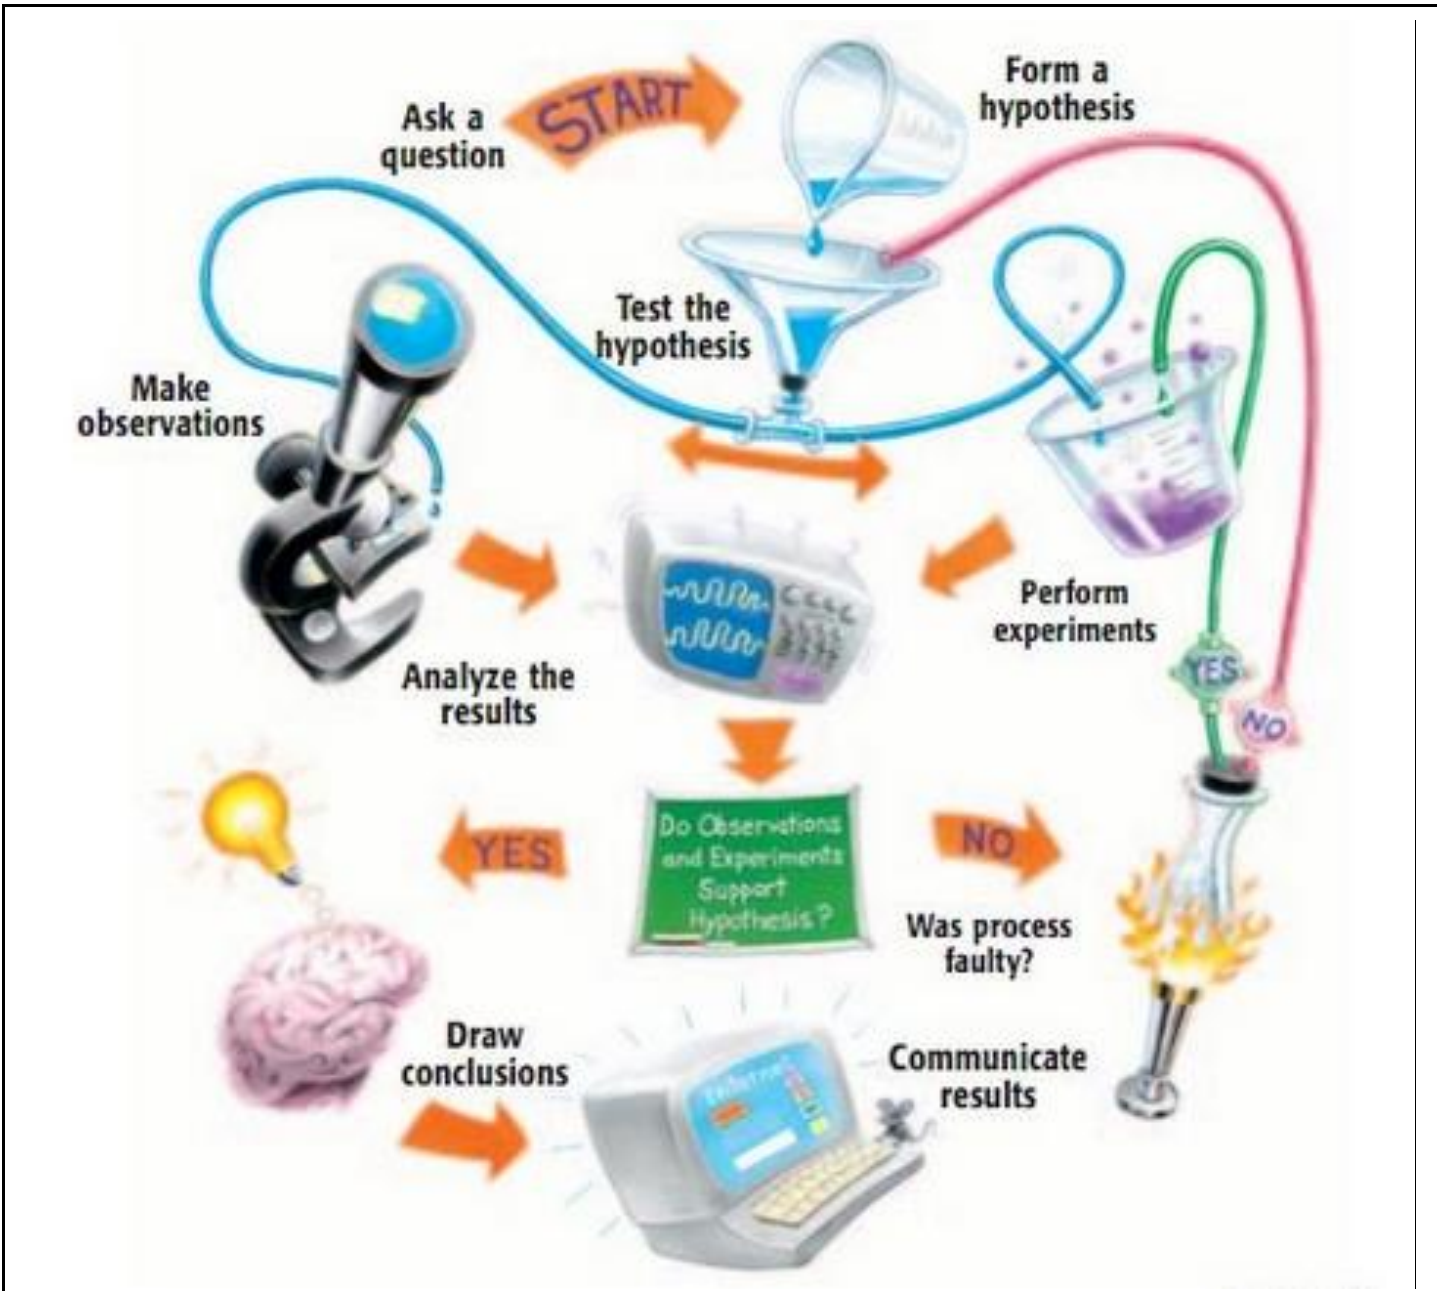 Ask a
question
START
Form a
hypothesis
Test the
hypothesis
Make
observations
Perform
experiments
Analyze the
results
YES
NO
Do Observations
and Experiments
Support
Hypothesis?
YES
NO
Was process
faulty?
Draw
conclusions
Communicate
results